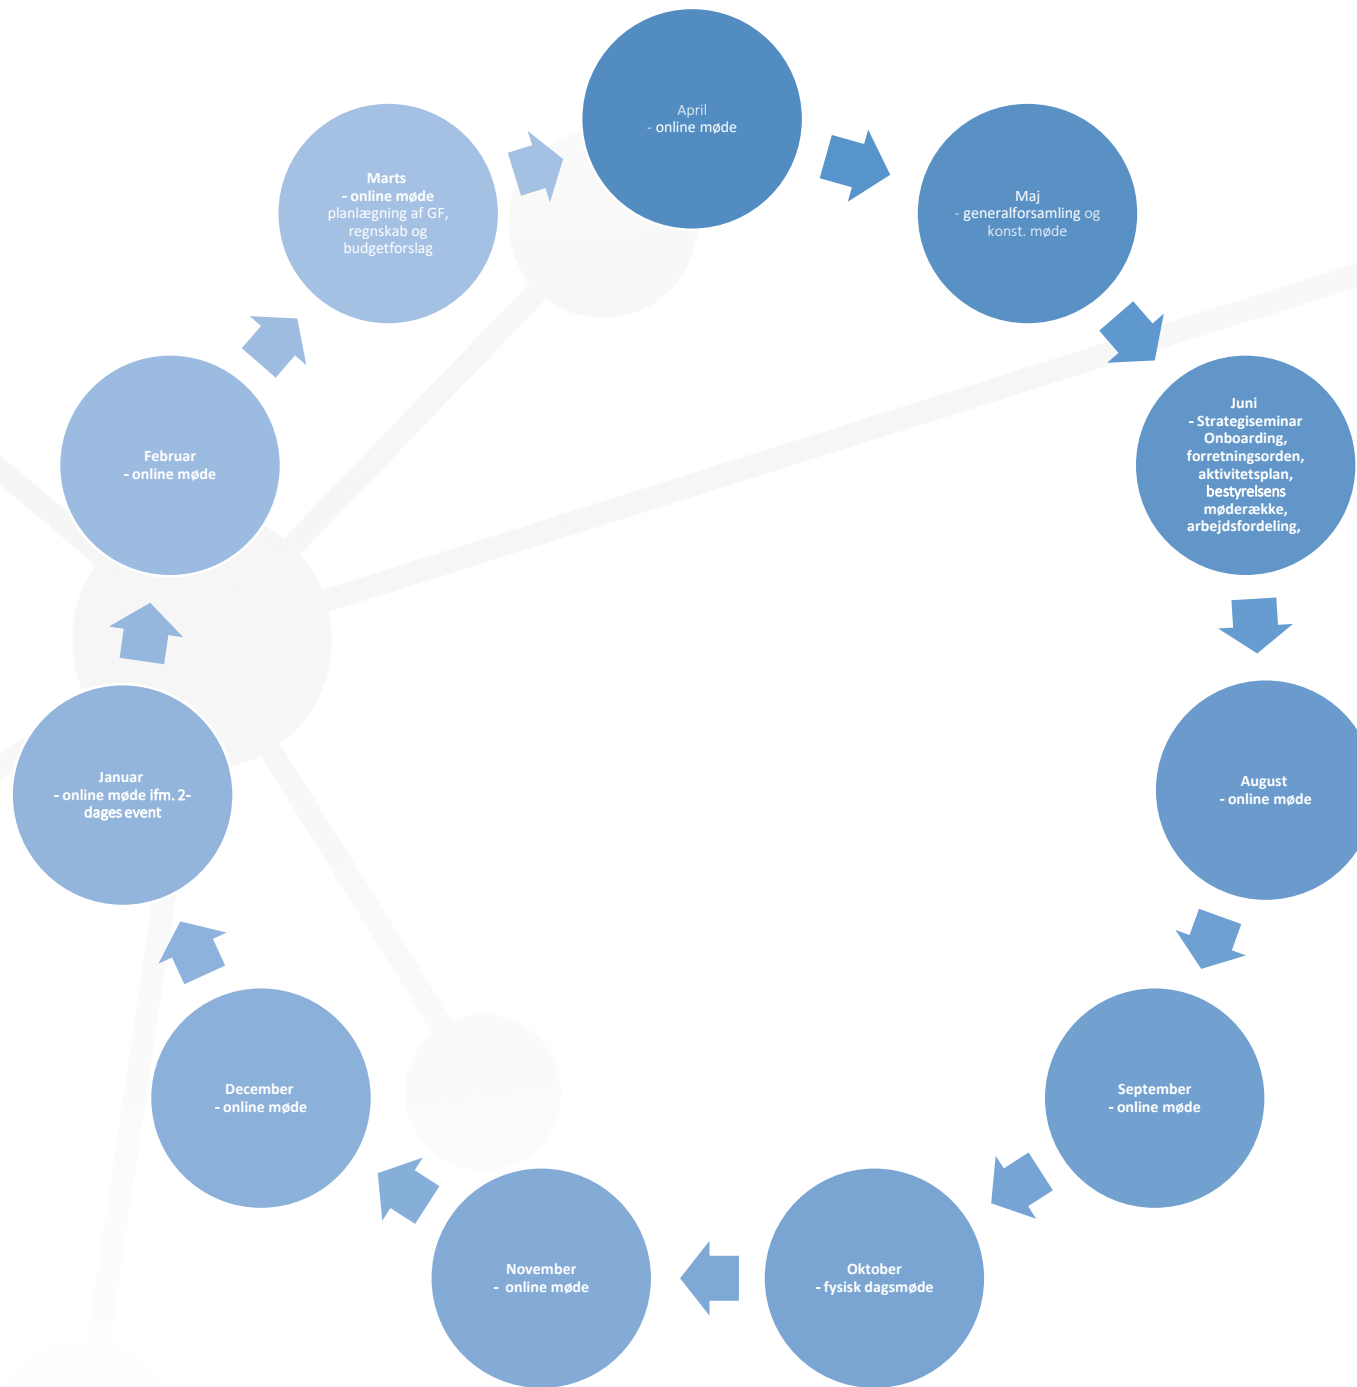 April
- online møde
Maj
- generalforsamling og
konst. møde
Juni
- Strategiseminar
Onboarding,
forretningsorden,
aktivitetsplan,
bestyrelsens
møderække,
arbejdsfordeling,
August
- online møde
September
- online møde
Oktober
- fysisk dagsmøde
November
- online møde
December
- online møde
Januar
- online møde ifm. 2-
dages event
Februar
- online møde
Marts
- online møde
planlægning af GF,
regnskab og
budgetforslag